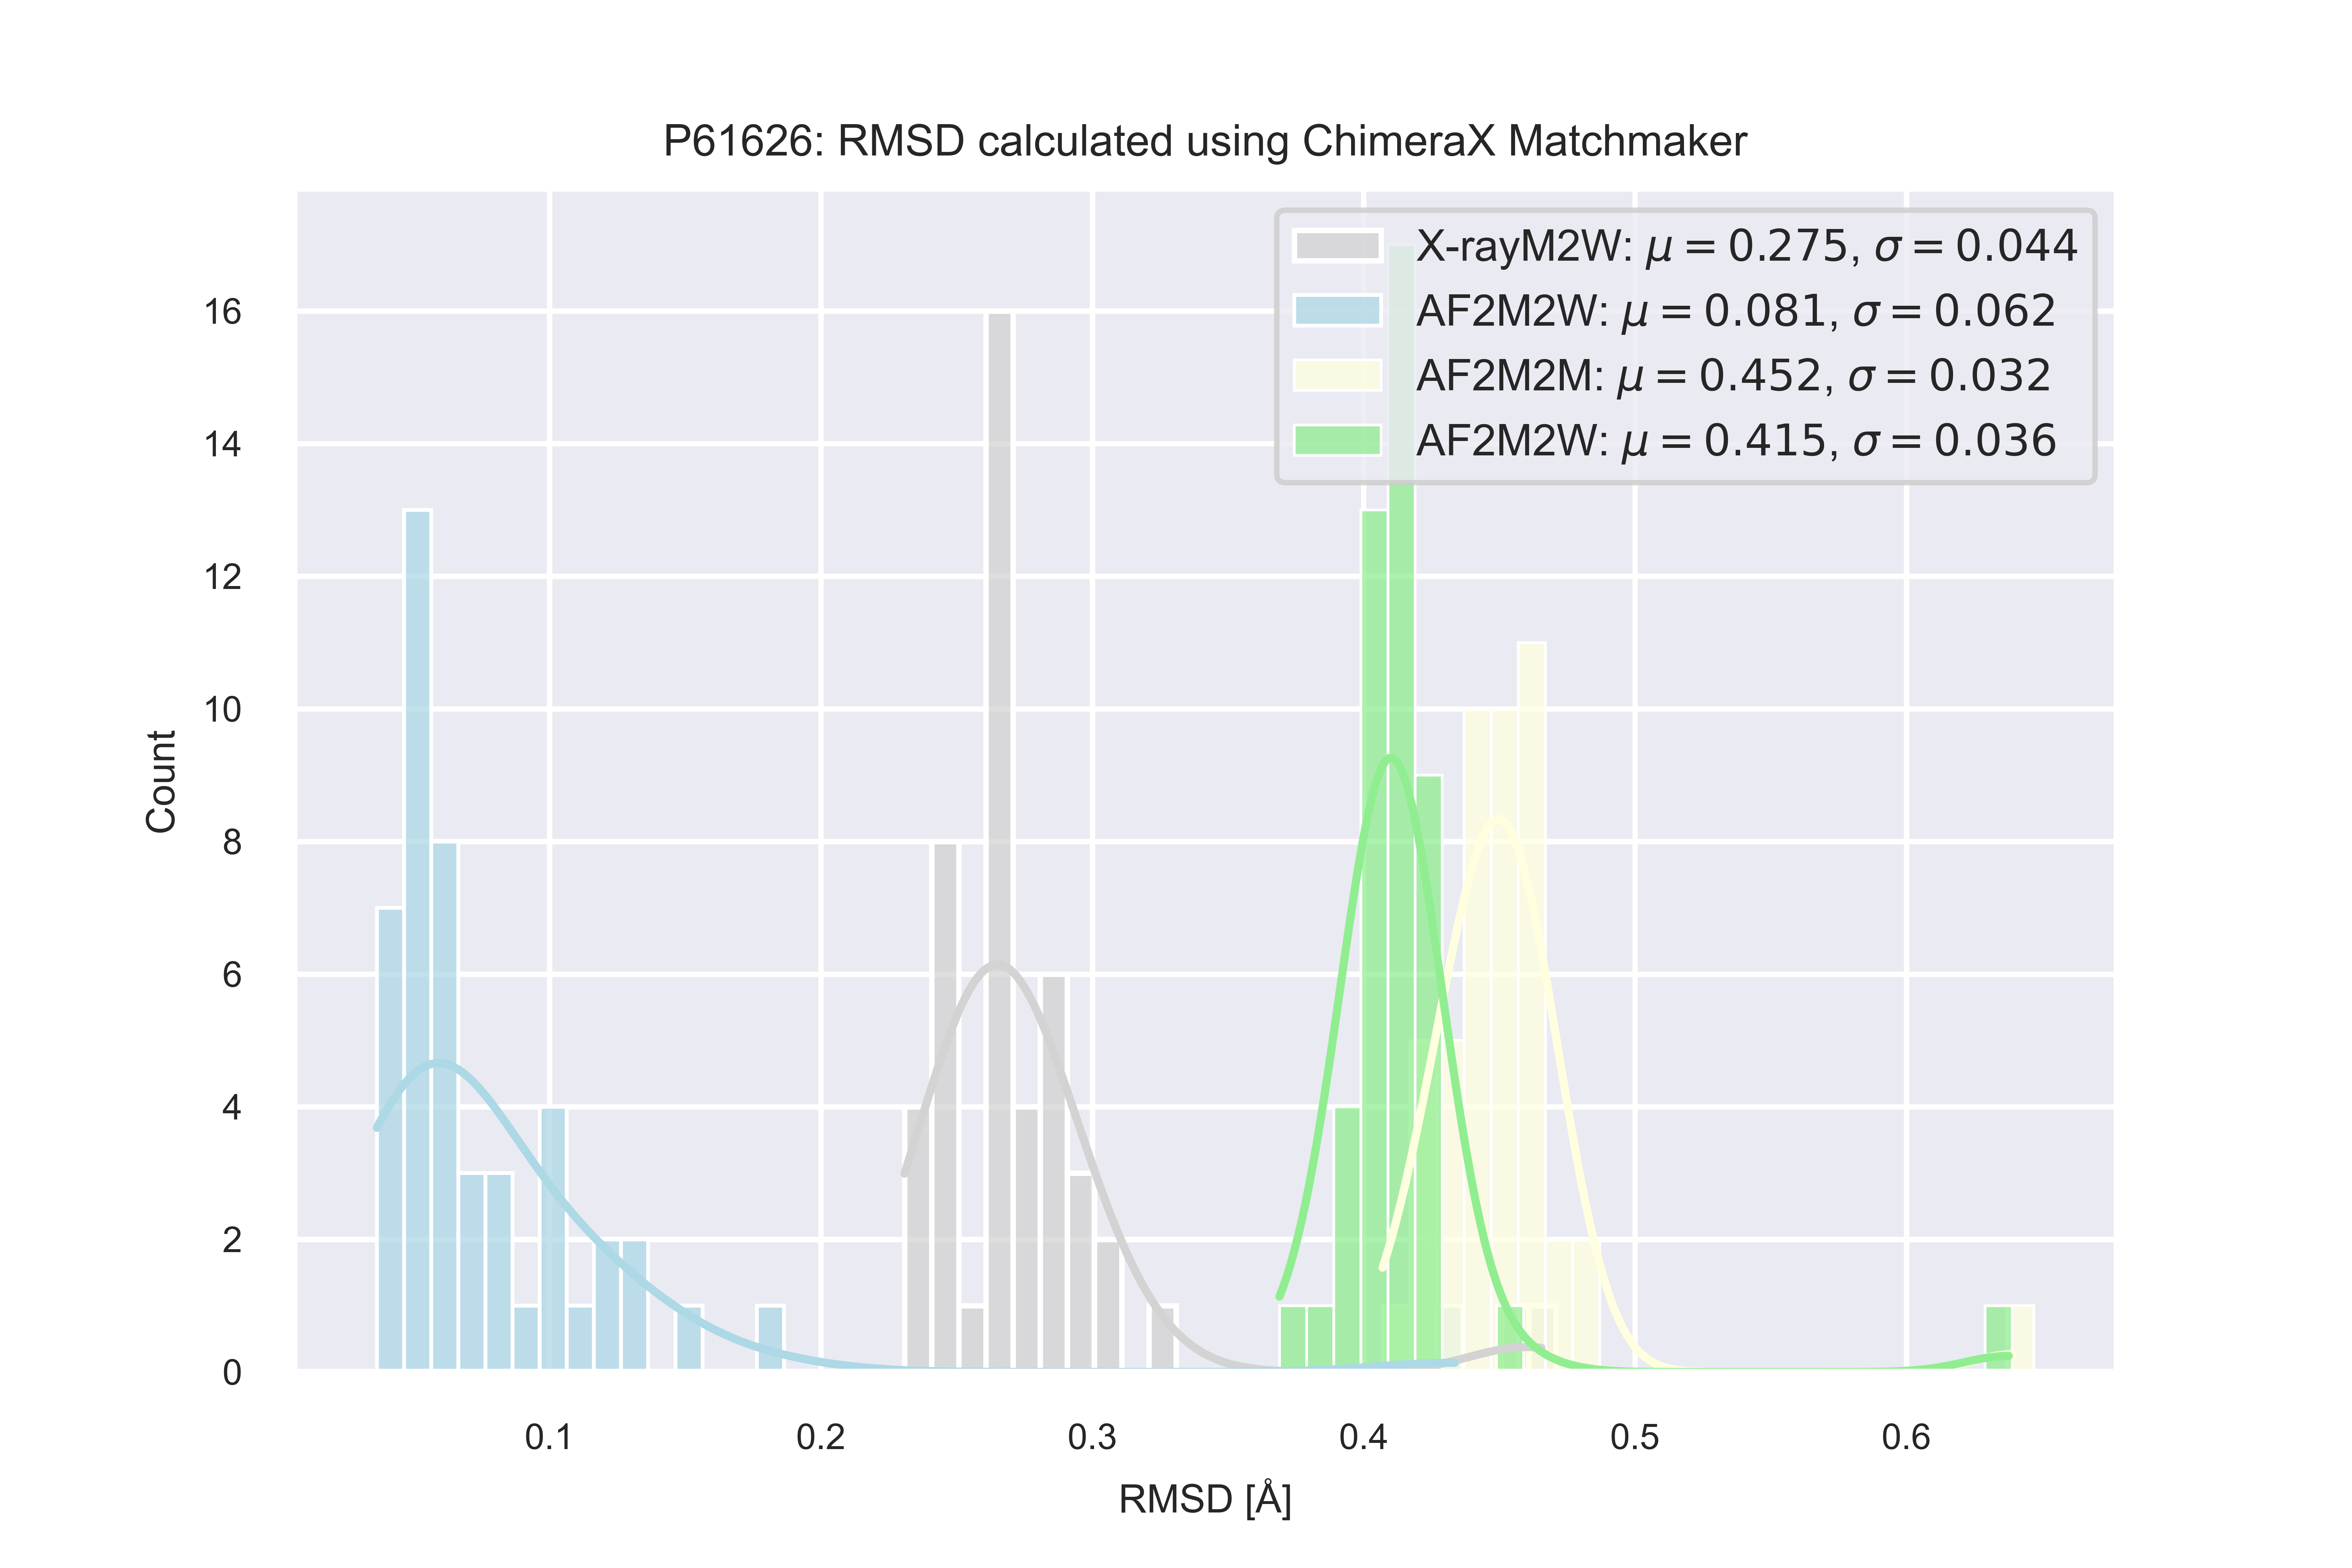 P61626: RMSD calculated using ChimeraX Matchmaker
X-rayM2W: μ = 0.275, σ = 0.044
AF2M2W: μ = 0.081, σ = 0.062
AF2M2M: μ = 0.452, σ = 0.032
AF2M2W: μ = 0.415, σ = 0.036
16
14
12
10
8
6
4
2
0
Count
0.1 0.2 0.3 0.4 0.5 0.6
RMSD [Å]